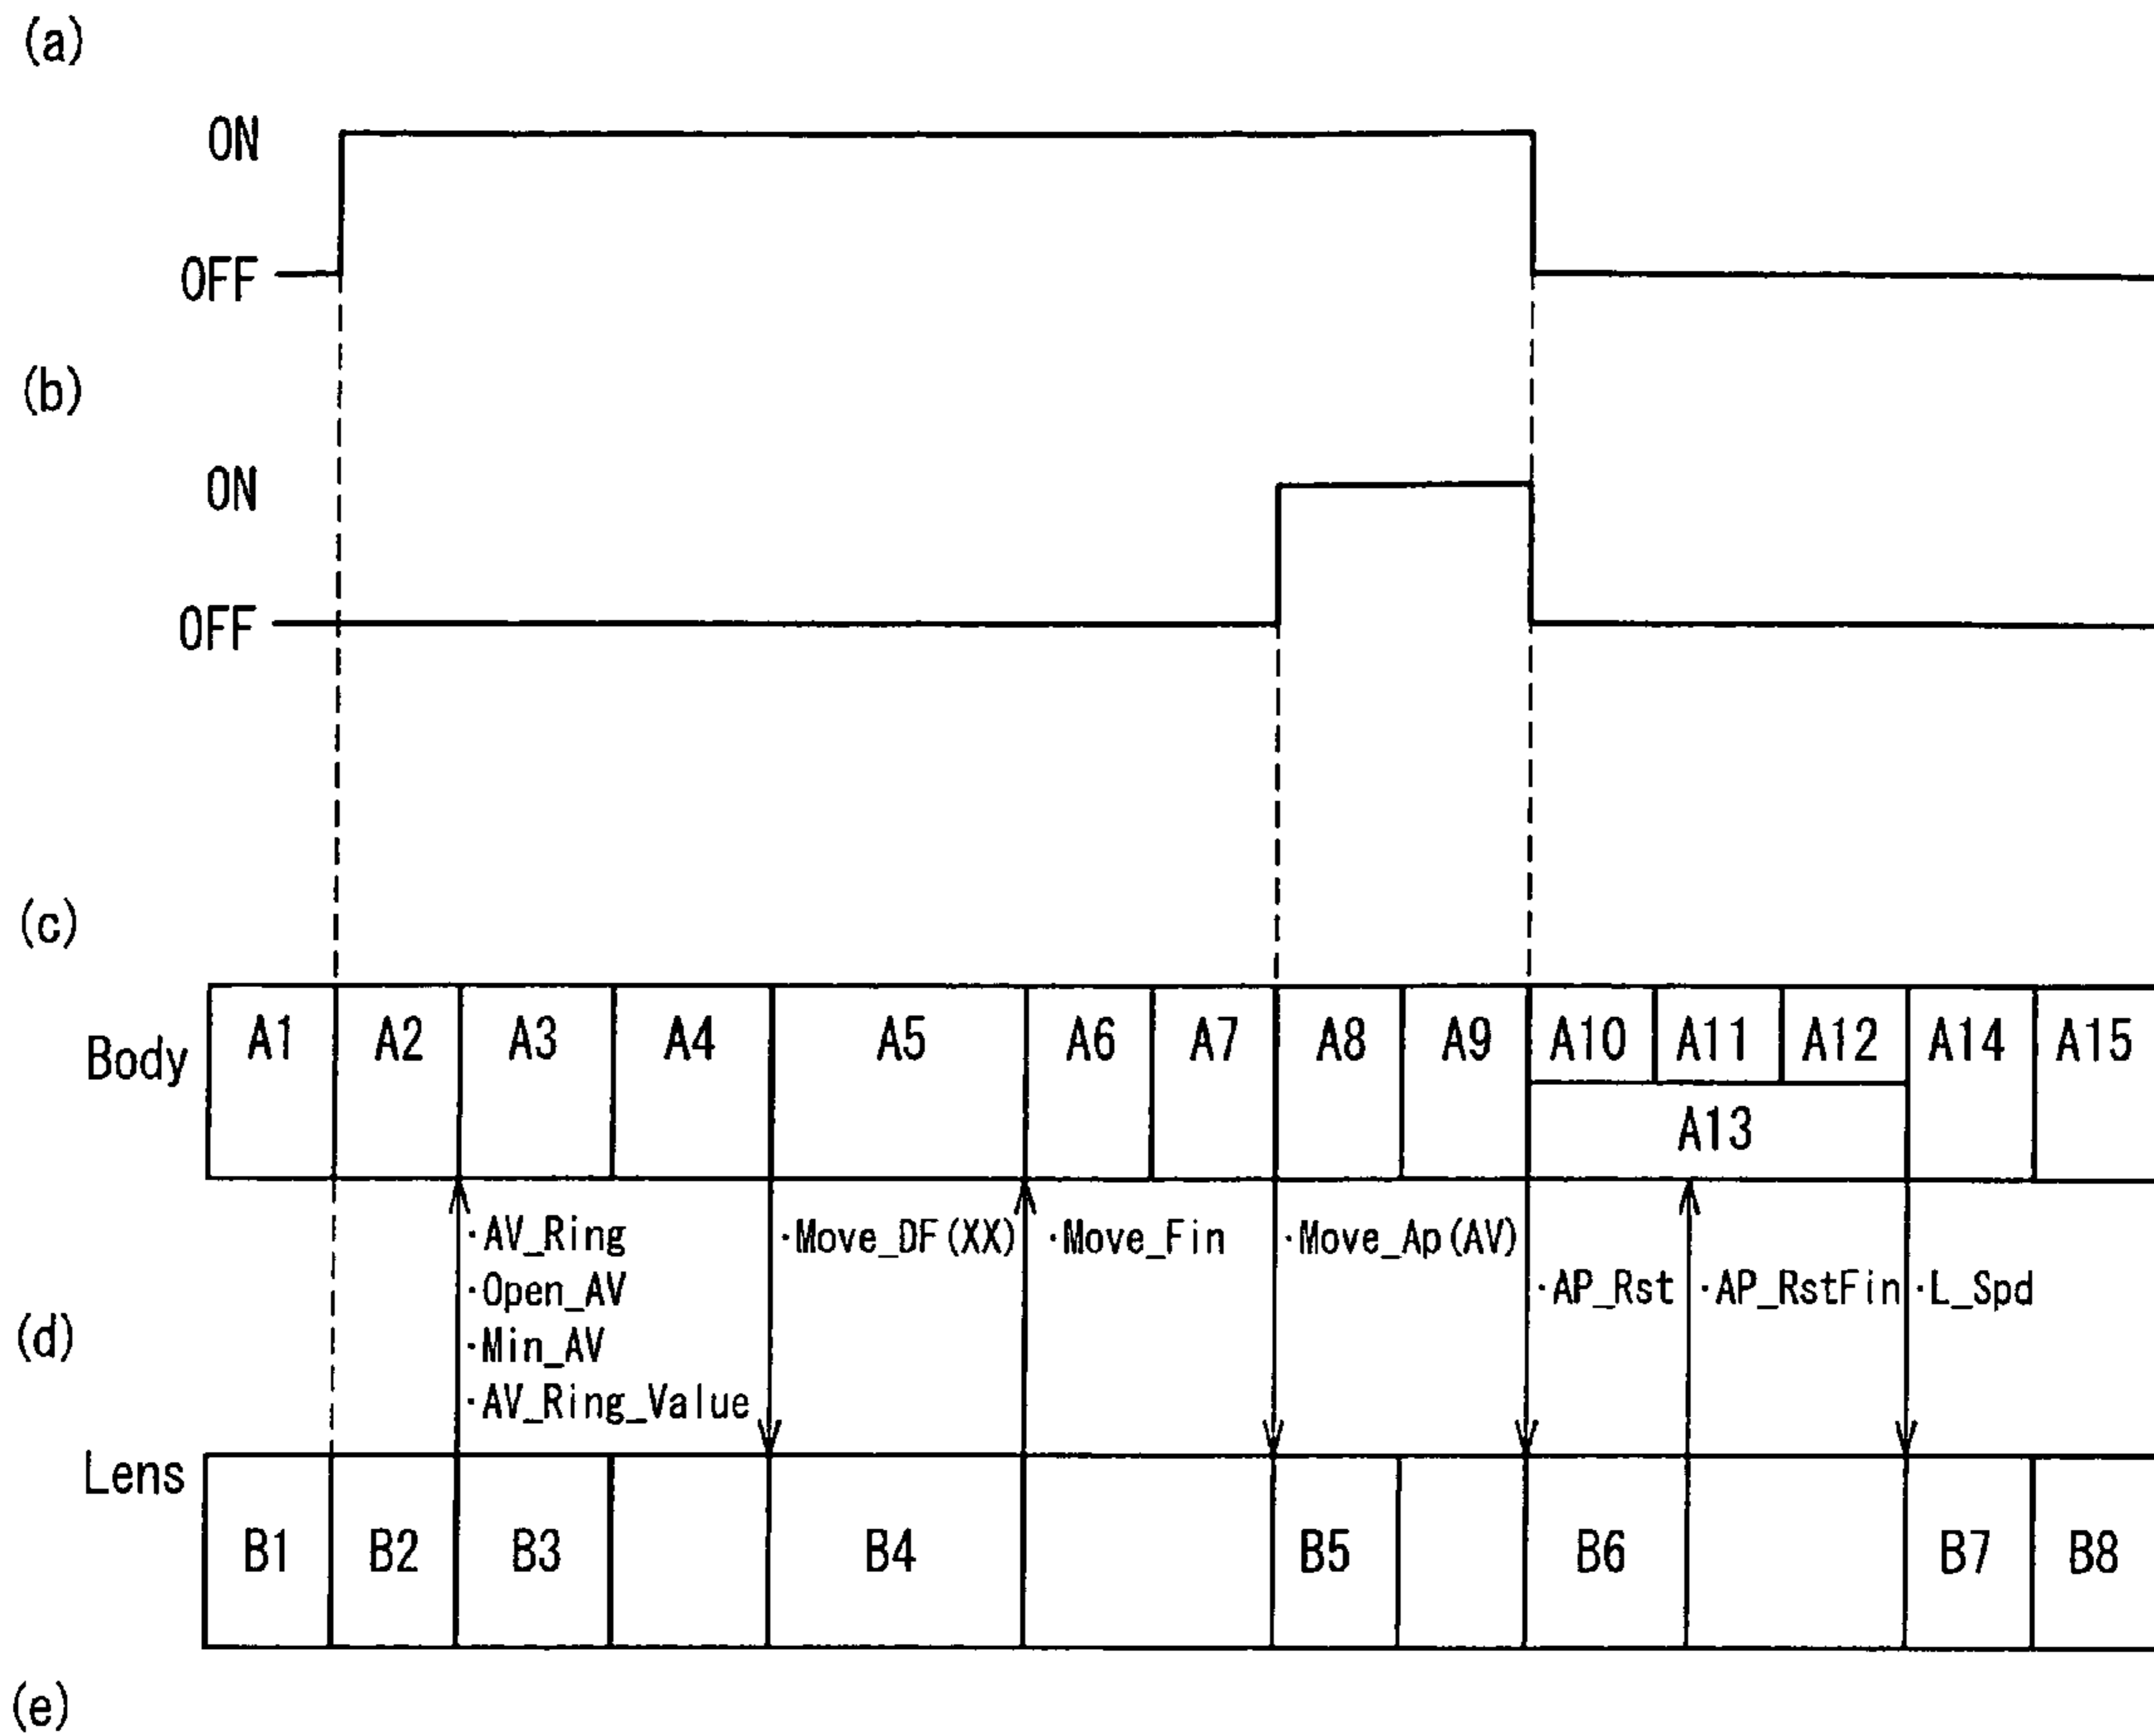 (a)
ON
OFF
(b)
ON
OFF
(c)
Body A1 A2 A3 A4 A5 A6 A7 A8 A9 A10 A11 A12 A14 A15
A13
·AV_Ring ·Move_DF(XX) ·Move_Fin ·Move_Ap(AV)
·Open_AV ·AP_Rst ·AP_RstFin ·L_Spd
(d)
·Min_AV
·AV_Ring_Value
Lens
B1 B2 B3 B4 B5 B6 B7 B8
(e)